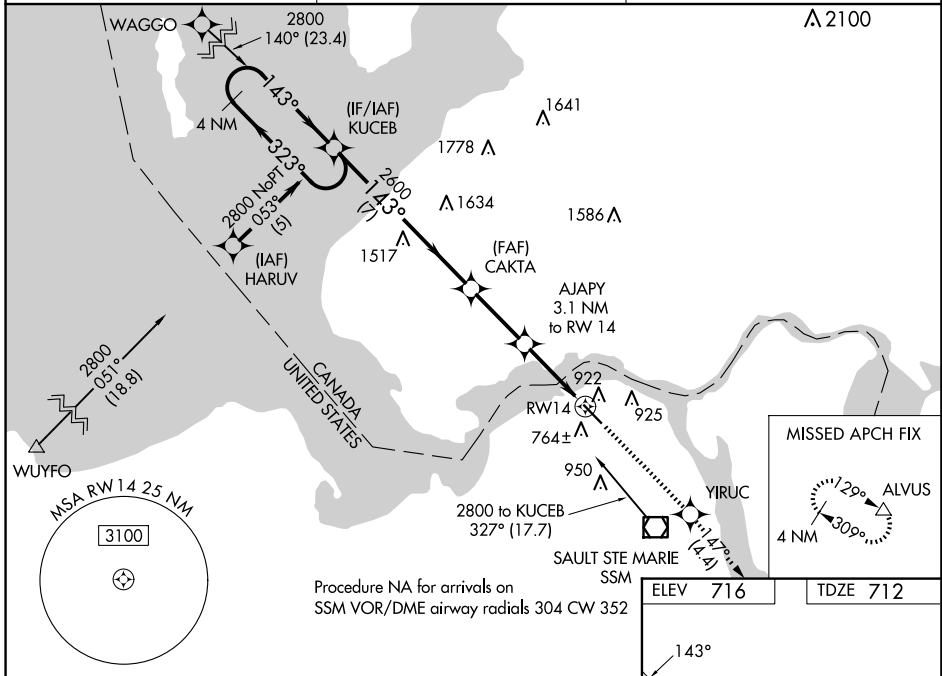 WAGGO
2800
140° (23.4)
2100
143°
4 NM
(IF/IAF)
KUCEB
1641
1778
323°
2800 NoPT
053°
(5)
2600
143°
(7)
1634
1586
1517
(IAF)
HARUV
(FAF)
CAKTA
AJAPY
3.1 NM
to RW 14
2800
051°
(18.8)
CANADA
UNITED STATES
922
RW14
925
764±
WUYFO
950
YIRUC
MISSED APCH FIX
129°
ALVUS
4 NM
309°
MSA RW14 25 NM
3100
2800 to KUCEB
327° (17.7)
147°
(4.4)
SAULT STE MARIE
SSM
Procedure NA for arrivals on
SSM VOR/DME airway radials 304 CW 352
ELEV 716
TDZE 712
143°